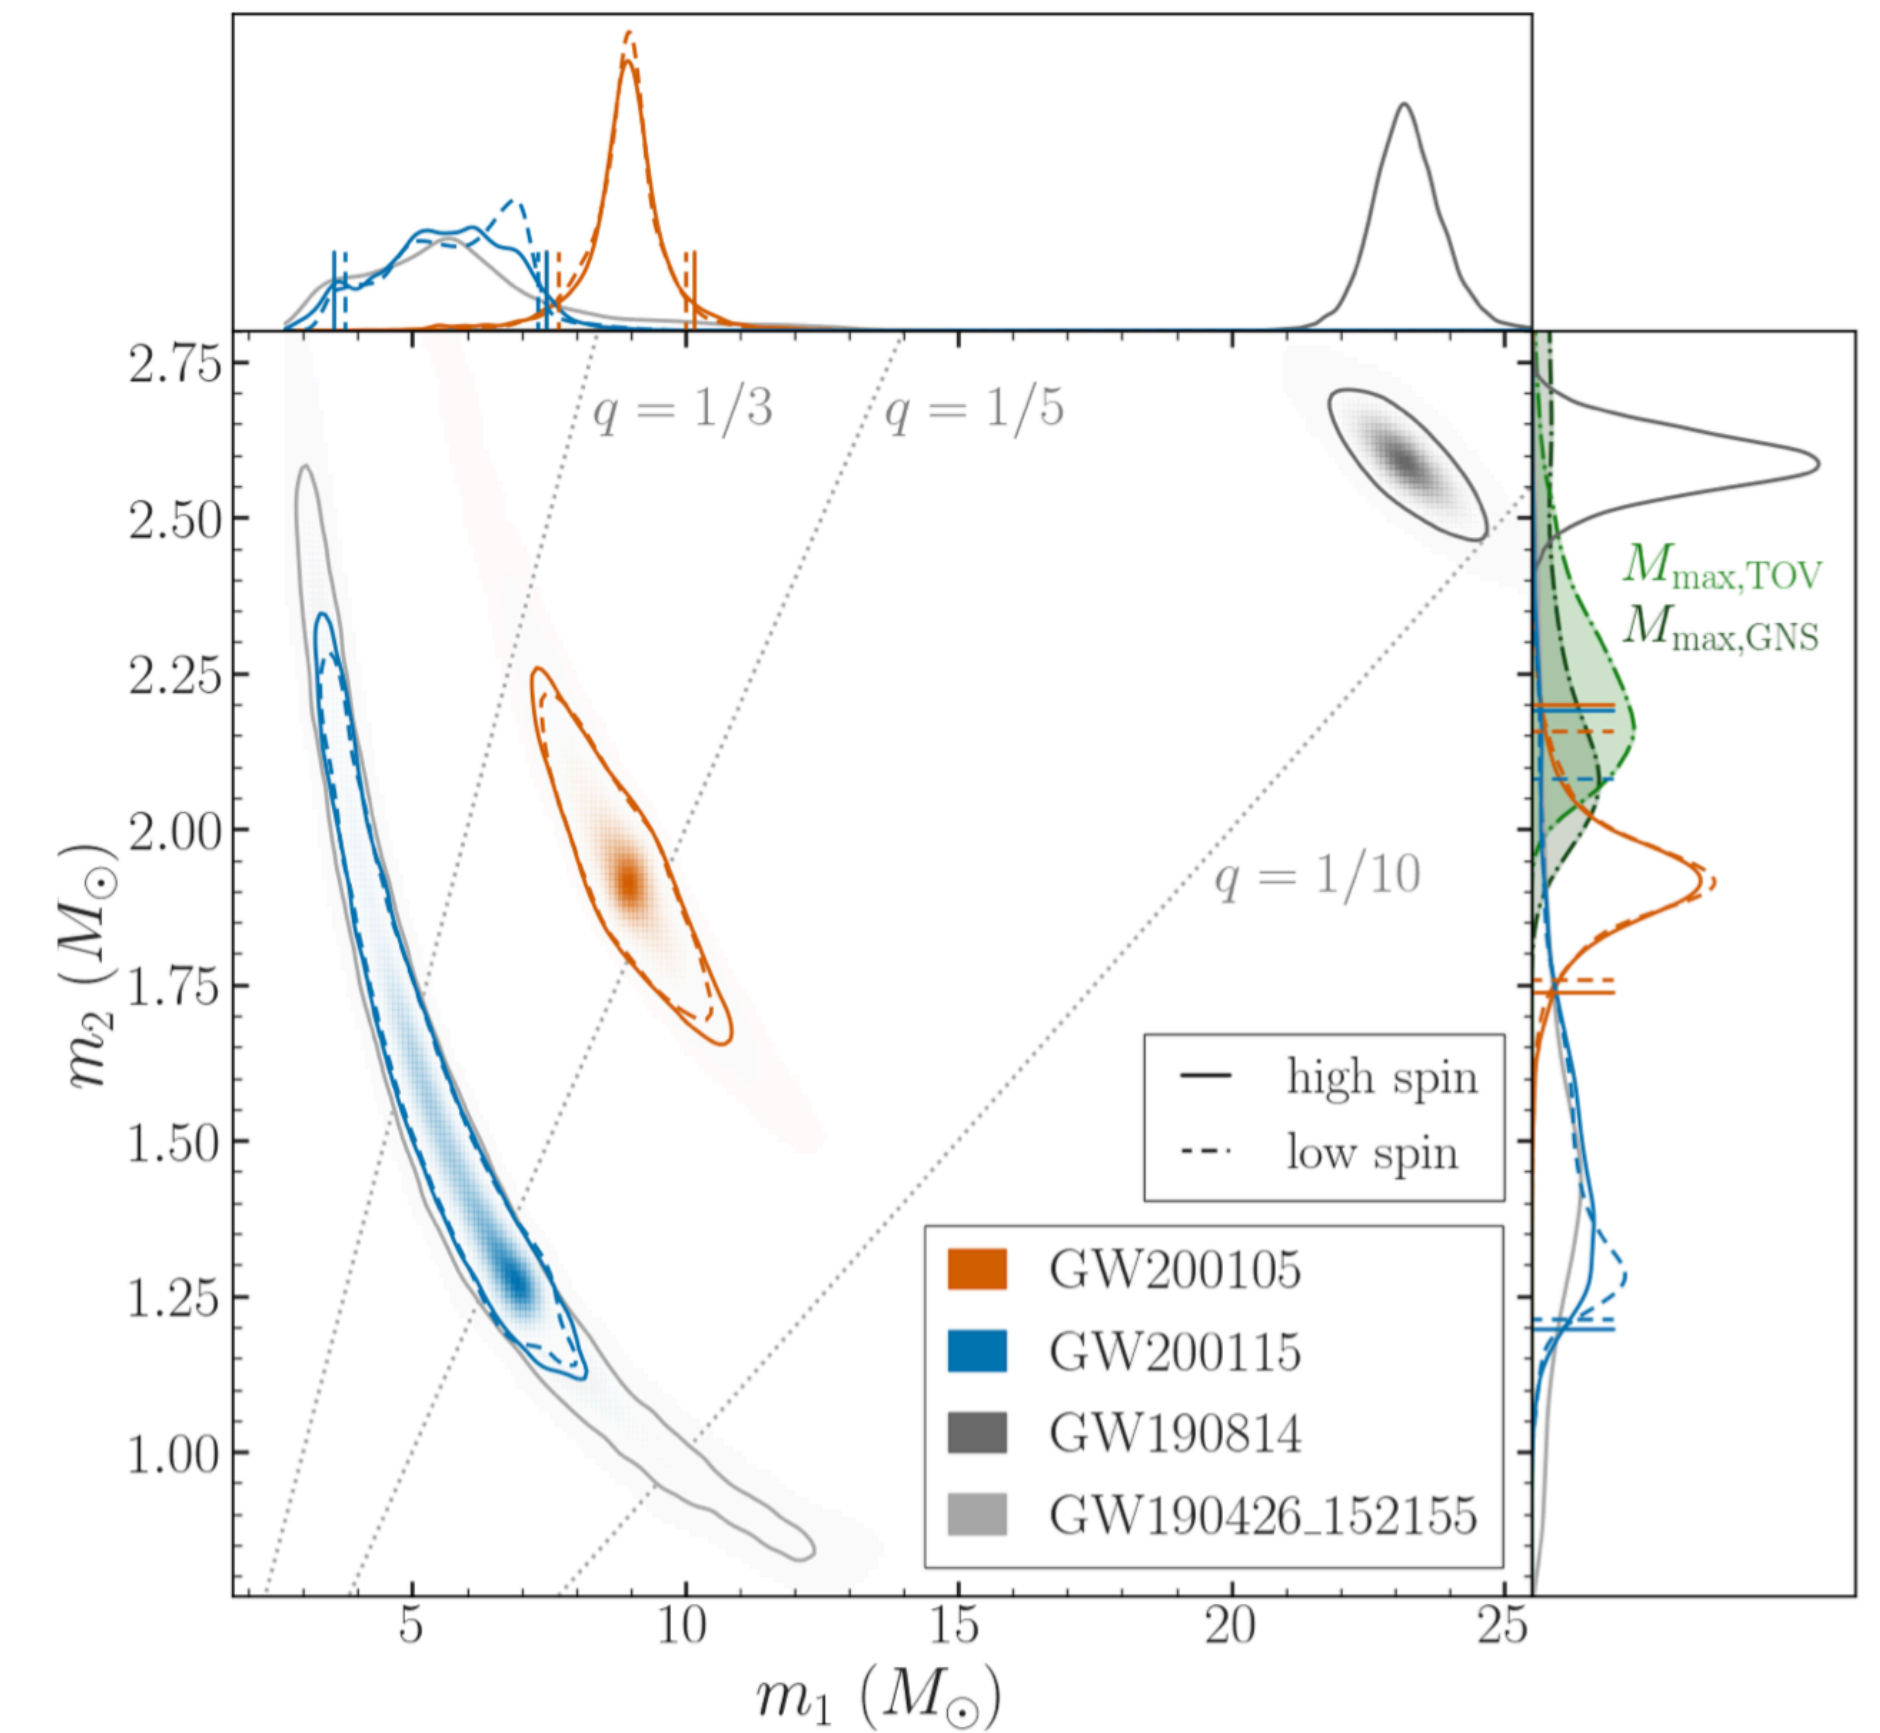 2.75
2.50
2.25
2.00
1.75
1.50
1.25
1.00
m₂ (M☉)
q = 1/3
q = 1/5
q = 1/10
M_max,TOV
M_max,GNS
high spin
low spin
GW200105
GW200115
GW190814
GW190426_152155
5 10 15 20 25
m₁ (M☉)